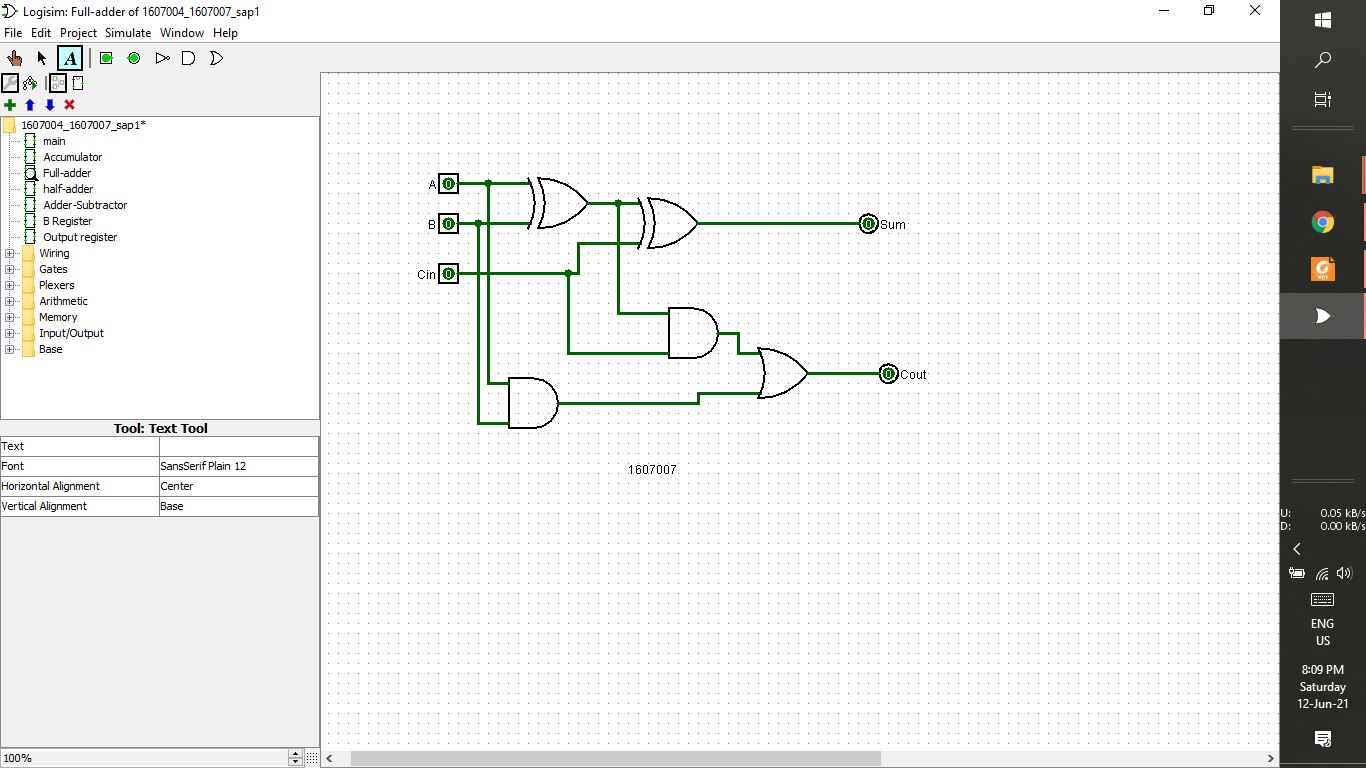 Logisim: Full-adder of 1607004_1607007_sap1
File Edit Project Simulate Window Help
A
1607004_1607007_sap1*
main
Accumulator
Full-adder
half-adder
Adder-Subtractor
B Register
Output register
Wiring
Gates
Plexers
Arithmetic
Memory
Input/Output
Base
Tool: Text Tool
Text
Font SansSerif Plain 12
Horizontal Alignment Center
Vertical Alignment Base
100%
A 0
B 0
Cin 0
0 Sum
0 Cout
1607007
PDF
U: 0.05 kB/s
D: 0.00 kB/s
ENG
US
8:09 PM
Saturday
12-Jun-21